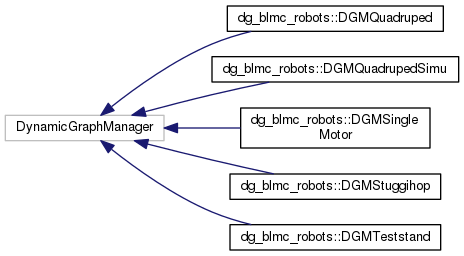 dg_blmc_robots::DGMQuadruped
dg_blmc_robots::DGMQuadrupedSimu
DynamicGraphManager
dg_blmc_robots::DGMSingle
Motor
dg_blmc_robots::DGMStuggihop
dg_blmc_robots::DGMTeststand